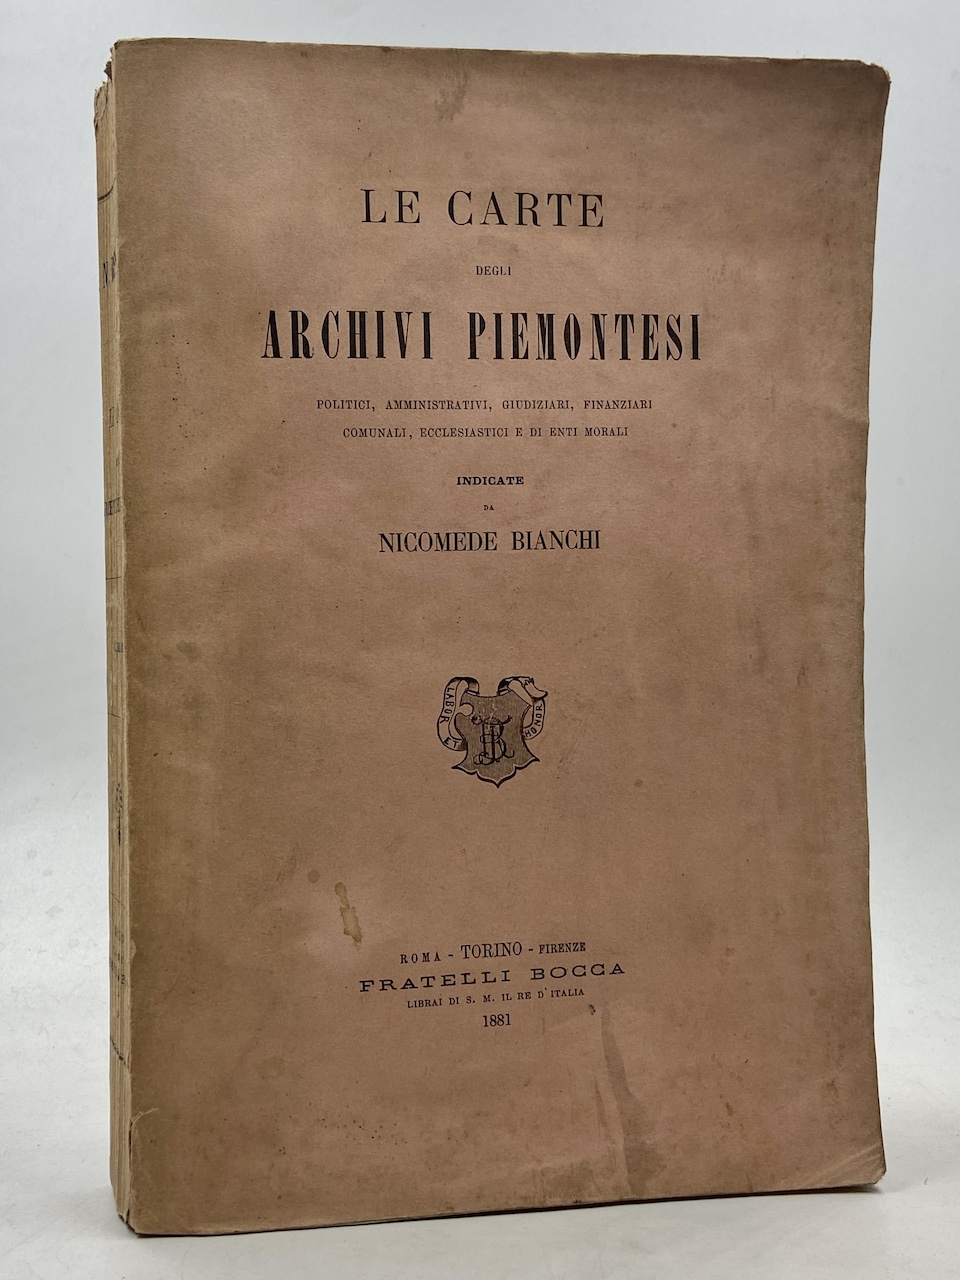 LE CARTE
DEGLI
ARCHIVI PIEMONTESI
POLITICI, AMMINISTRATIVI, GIUDIZIARI, FINANZIARI
COMUNALI, ECCLESIASTICI E DI ENTI MORALI
INDICATE
DA
NICOMEDE BIANCHI
LABOR ET HONOR
ROMA - TORINO - FIRENZE
FRATELLI BOCCA
LIBRAI DI S. M. IL RE D'ITALIA
1881